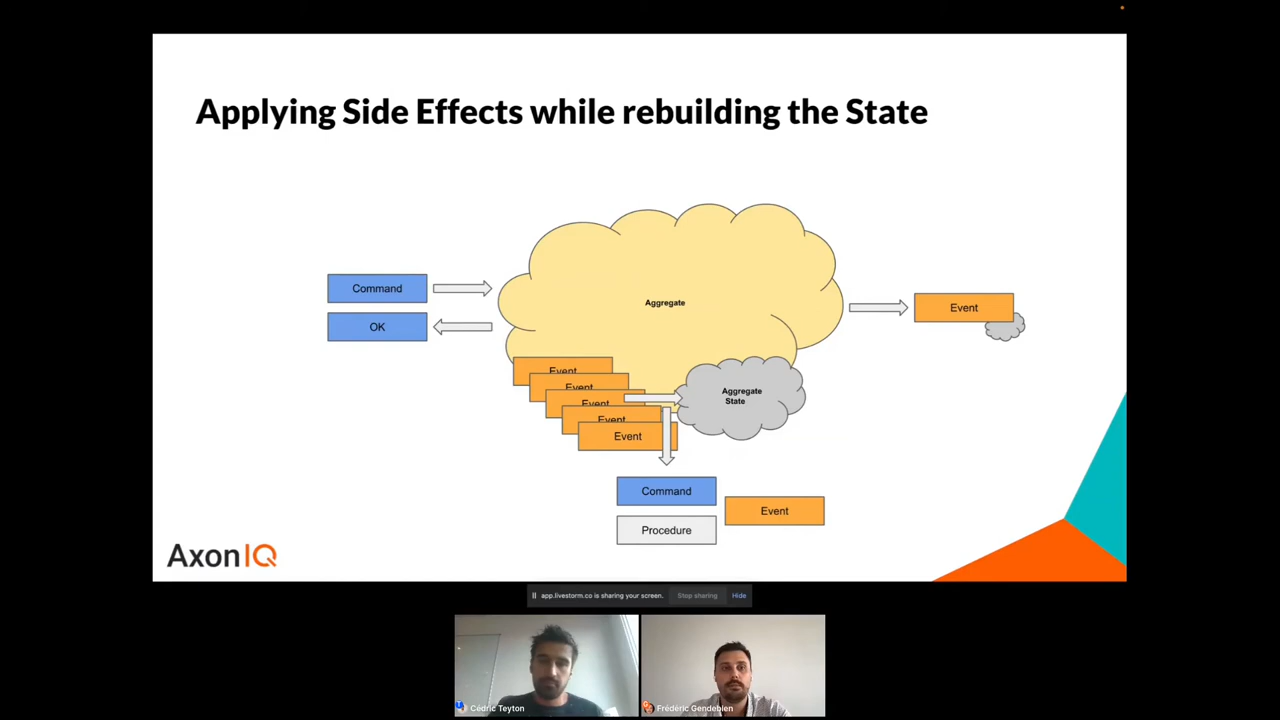 Applying Side Effects while rebuilding the State
Command
OK
Aggregate
Event
Event
Event
Event
Event
Event
Aggregate
State
Command
Procedure
Event
AxonIQ
app.livestorm.co is sharing your screen.
Stop sharing
Hide
Cédric Teyton
Frédéric Gendebien